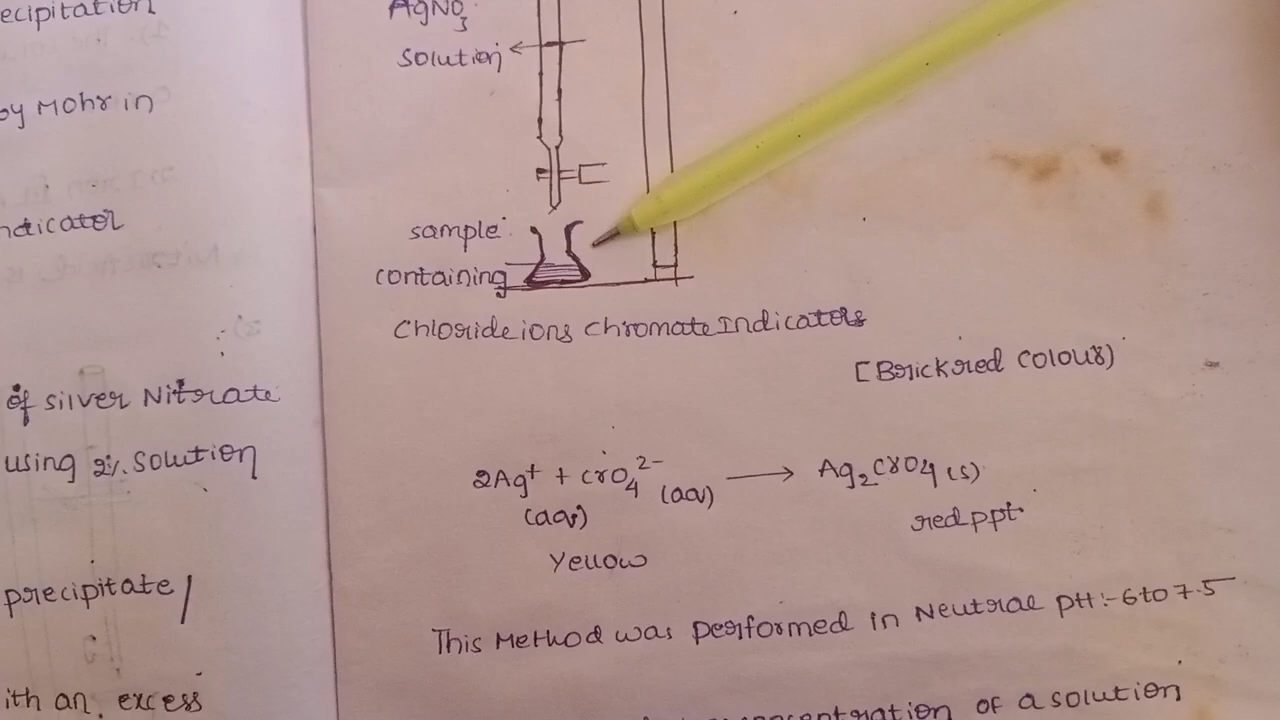 ecipitation
by Mohr in
ndicator
of silver Nitrate
using 2%. solution
precipitate/
ith an excess
AgNO3
solution
sample
containing
Chloride ions Chromate Indicators
[Brick red colour)
2Ag+ + CrO4 2- (aq) → Ag2CrO4 (s)
(aq)
red ppt.
Yellow
This Method was performed in Neutral pH:- 6 to 7.5
of a solution